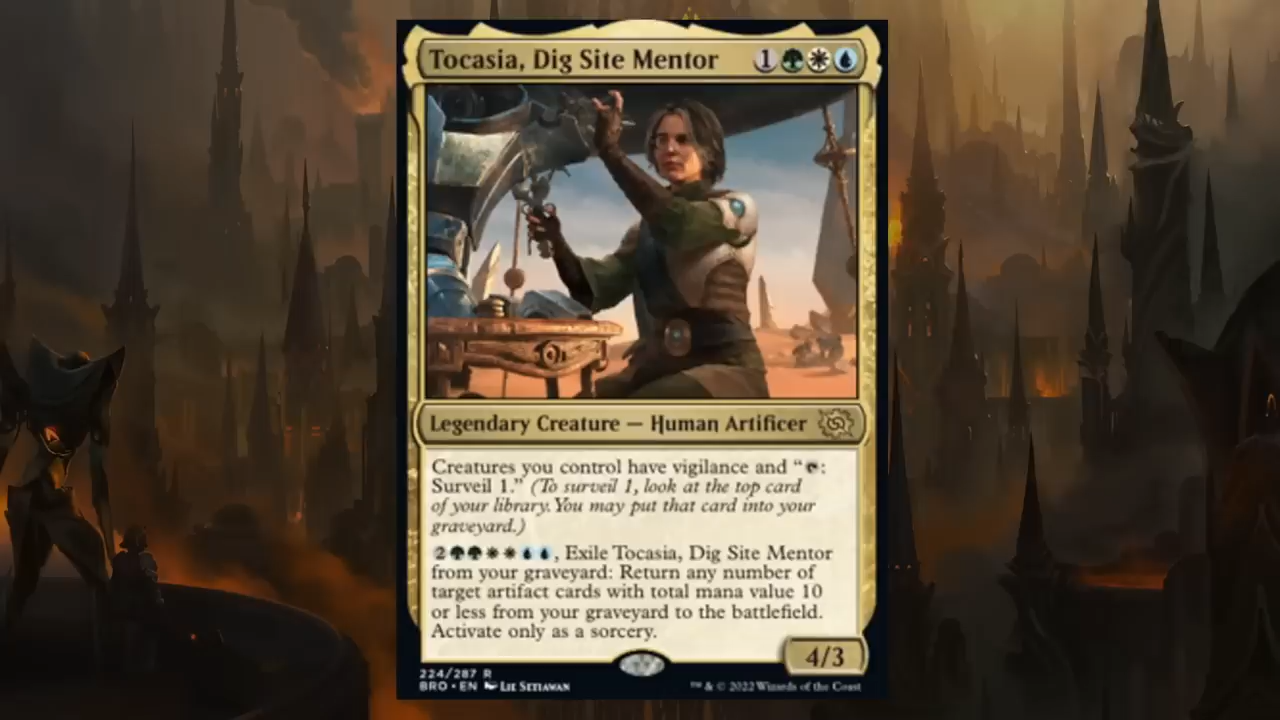 Tocasia, Dig Site Mentor 1
Legendary Creature — Human Artificer
Creatures you control have vigilance and “ :
Surveil 1.” (To surveil 1, look at the top card
of your library. You may put that card into your
graveyard.)
2 , Exile Tocasia, Dig Site Mentor
from your graveyard: Return any number of
target artifact cards with total mana value 10
or less from your graveyard to the battlefield.
Activate only as a sorcery.
4/3
224/287 R
BRO • EN LIE SETIAWAN
™ & © 2022 Wizards of the Coast